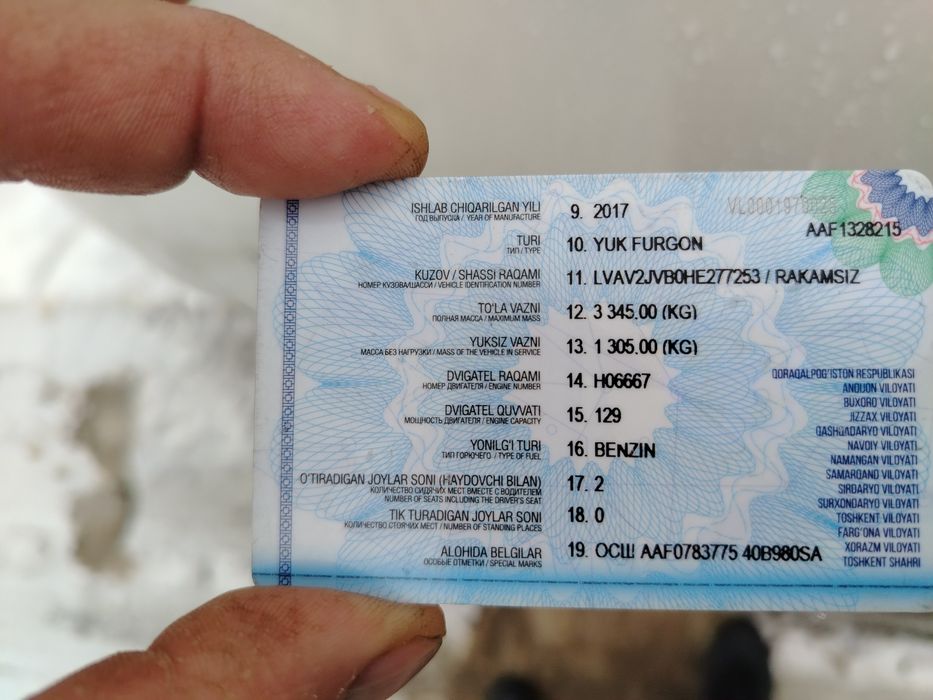 ISHLAB CHIQARILGAN YILI 9. 2017
ГОД ВЫПУСКА / YEAR OF MANUFACTURE
AAF1328215
TURI 10. YUK FURGON
ТИП / TYPE
KUZOV / SHASSI RAQAMI 11. LVAV2JVB0HE277253 / RAKAMSIZ
НОМЕР КУЗОВА/ШАССИ / VEHICLE IDENTIFICATION NUMBER
TO'LA VAZNI 12. 3 345.00 (KG)
ПОЛНАЯ МАССА / MAXIMUM MASS
YUKSIZ VAZNI 13. 1 305.00 (KG)
МАССА БЕЗ НАГРУЗКИ / MASS OF THE VEHICLE IN SERVICE
DVIGATEL RAQAMI 14. H06667
НОМЕР ДВИГАТЕЛЯ / ENGINE NUMBER
DVIGATEL QUVVATI 15. 129
МОЩНОСТЬ ДВИГАТЕЛЯ / ENGINE CAPACITY
YONILG'I TURI 16. BENZIN
ТИП ГОРЮЧЕГО / TYPE OF FUEL
O'TIRADIGAN JOYLAR SONI (HAYDOVCHI BILAN) 17. 2
КОЛИЧЕСТВО СИДЯЧИХ МЕСТ ВМЕСТЕ С ВОДИТЕЛЕМ
NUMBER OF SEATS INCLUDING THE DRIVER'S SEAT
TIK TURADIGAN JOYLAR SONI 18. 0
КОЛИЧЕСТВО СТОЯЧИХ МЕСТ / NUMBER OF STANDING PLACES
ALOHIDA BELGILAR 19. ОСШ AAF0783775 40B980SA
ОСОБЫЕ ОТМЕТКИ / SPECIAL MARKS
QORAQALPOG'ISTON RESPUBLIKASI
ANDIJON VILOYATI
BUXORO VILOYATI
JIZZAX VILOYATI
QASHQADARYO VILOYATI
NAVOIY VILOYATI
NAMANGAN VILOYATI
SAMARQAND VILOYATI
SIRDARYO VILOYATI
SURXONDARYO VILOYATI
TOSHKENT VILOYATI
FARG'ONA VILOYATI
XORAZM VILOYATI
TOSHKENT SHAHRI